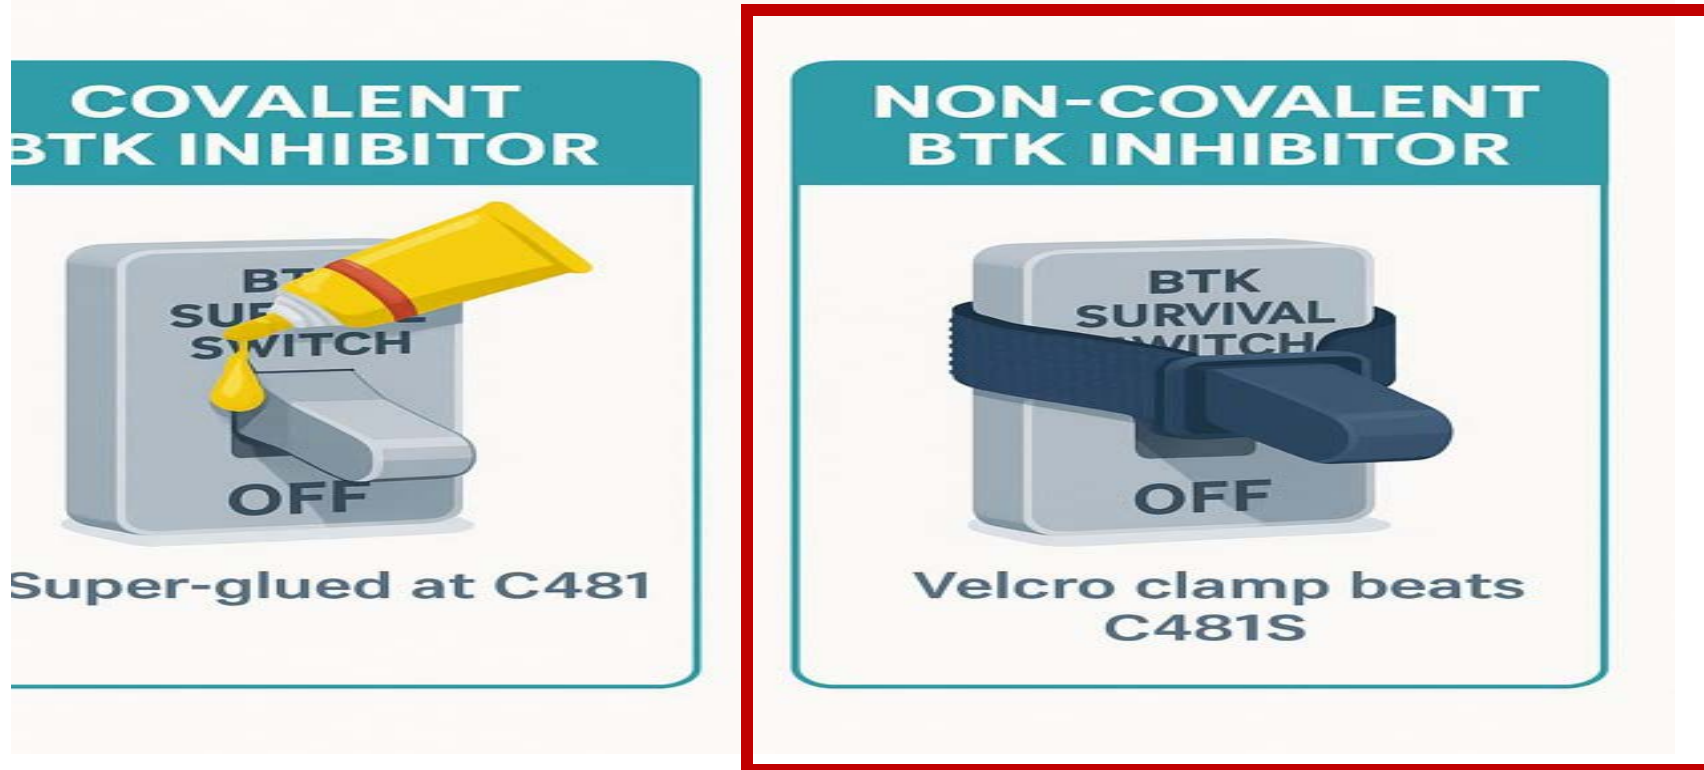 COVALENT
BTK INHIBITOR
SWITCH
OFF
Super-glued at C481
NON-COVALENT
BTK INHIBITOR
BTK
SURVIVAL
SWITCH
OFF
Velcro clamp beats
C481S